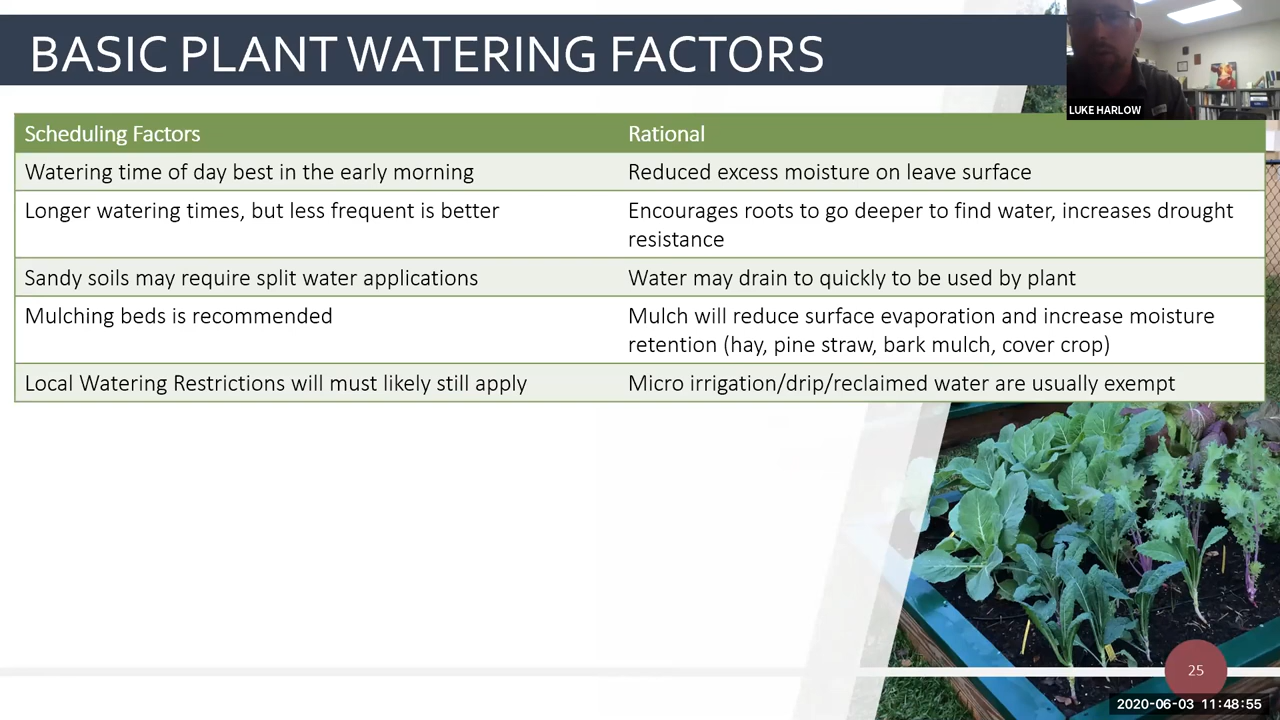 BASIC PLANT WATERING FACTORS
LUKE HARLOW
Scheduling Factors
Rational
Watering time of day best in the early morning
Reduced excess moisture on leave surface
Longer watering times, but less frequent is better
Encourages roots to go deeper to find water, increases drought
resistance
Sandy soils may require split water applications
Water may drain to quickly to be used by plant
Mulching beds is recommended
Mulch will reduce surface evaporation and increase moisture
retention (hay, pine straw, bark mulch, cover crop)
Local Watering Restrictions will must likely still apply
Micro irrigation/drip/reclaimed water are usually exempt
25
2020-06-03 11:48:55